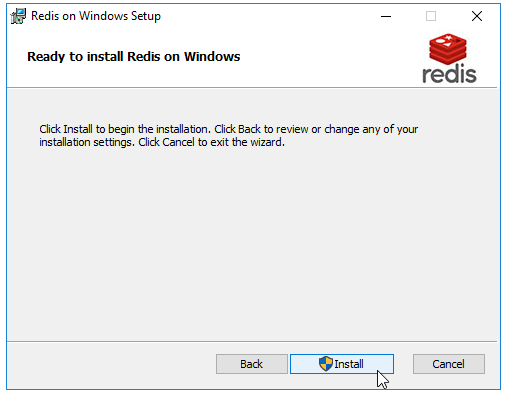 Redis on Windows Setup
Ready to install Redis on Windows
redis
Click Install to begin the installation. Click Back to review or change any of your
installation settings. Click Cancel to exit the wizard.
Back
Install
Cancel